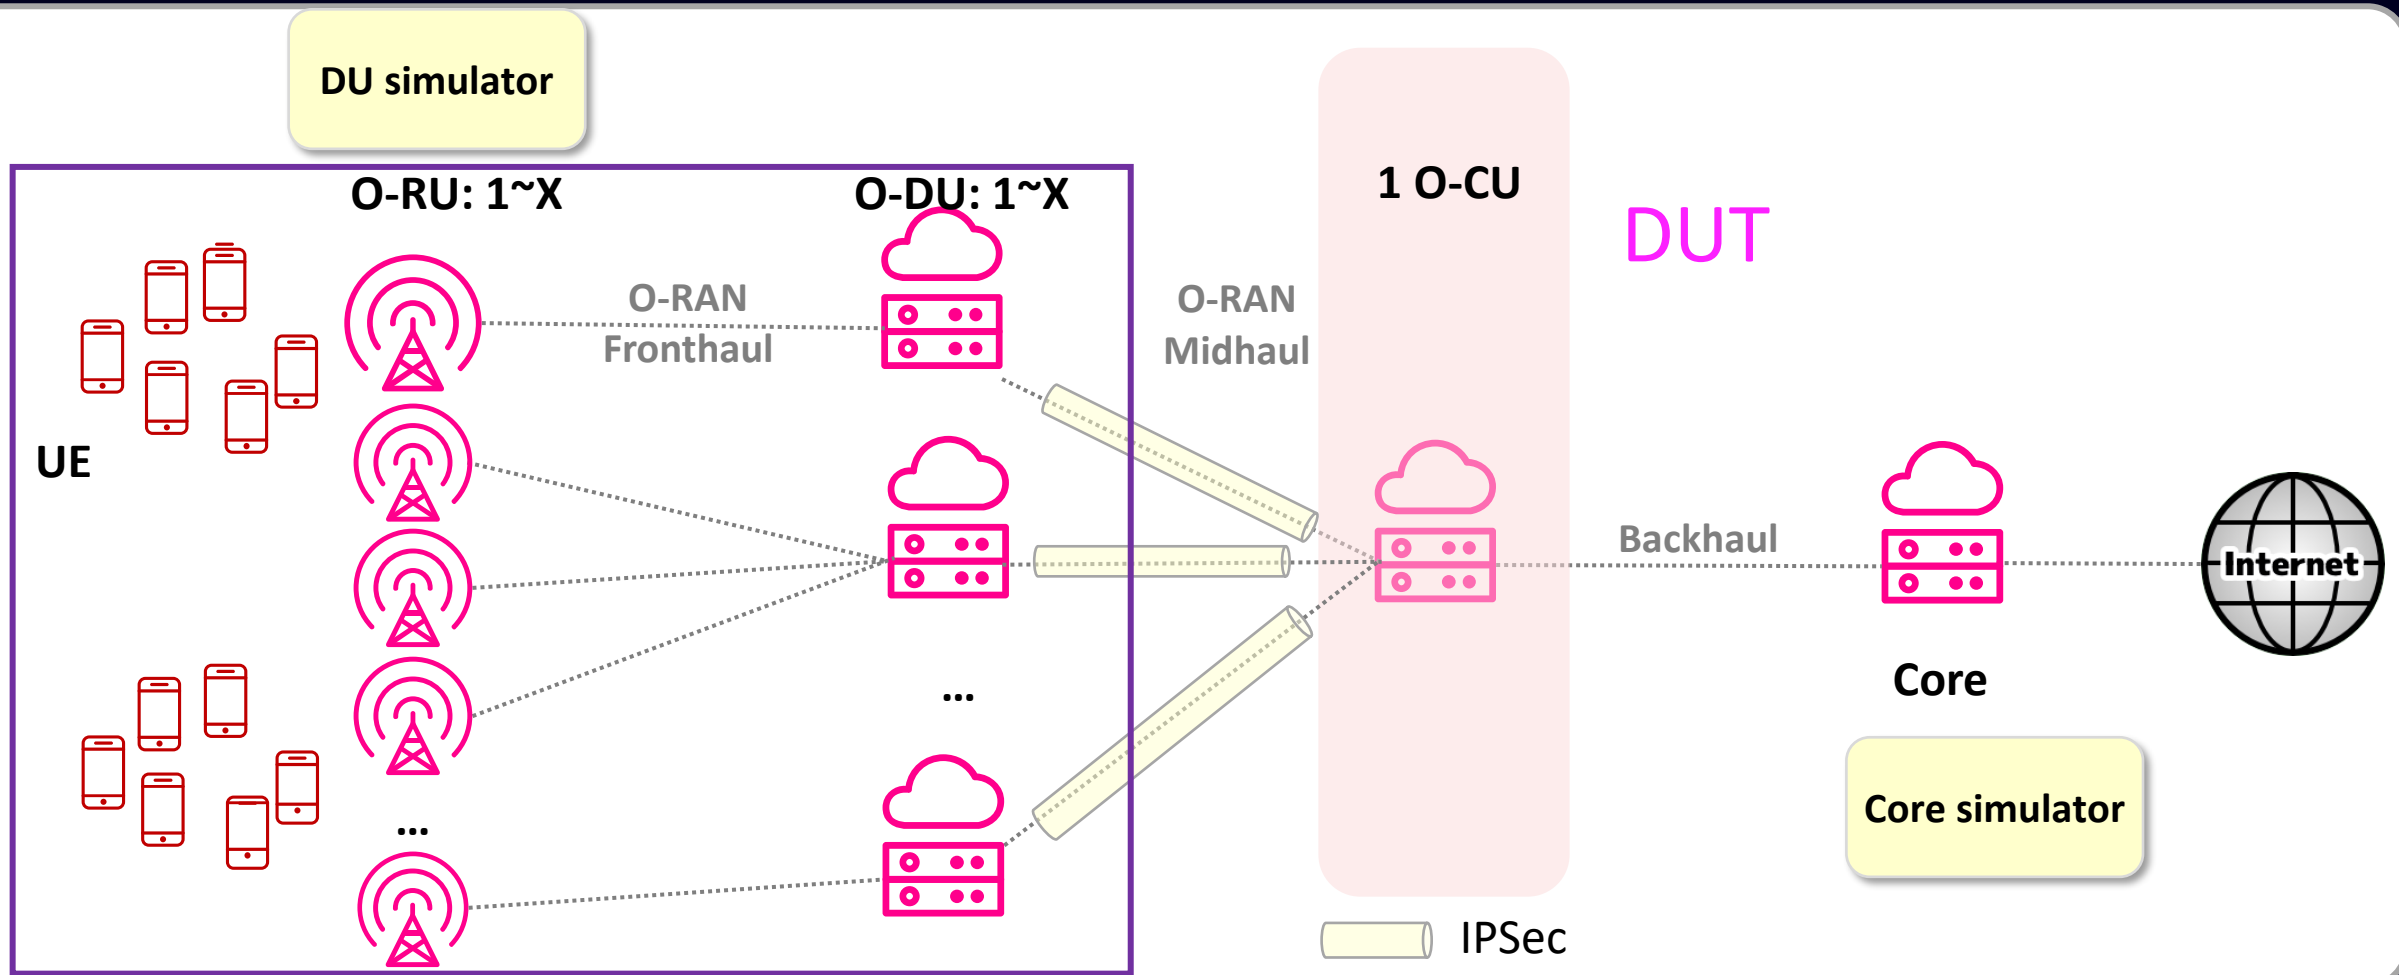 DU simulator
O-RU: 1~X
O-DU: 1~X
1 O-CU
DUT
O-RAN
Fronthaul
O-RAN
Midhaul
UE
Backhaul
Internet
...
Core
...
Core simulator
IPSec